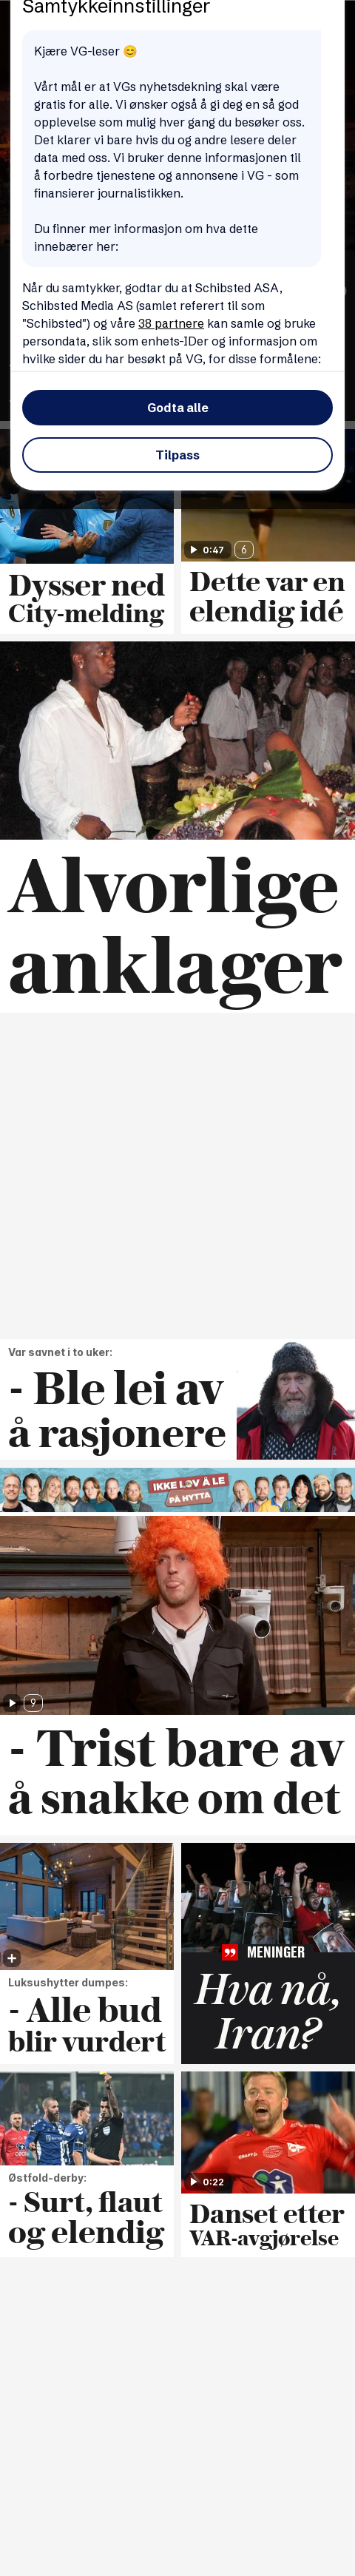 Samtykkeinnstillinger
Kjære VG-leser 😊
Vårt mål er at VGs nyhetsdekning skal være
gratis for alle. Vi ønsker også å gi deg en så god
opplevelse som mulig hver gang du besøker oss.
Det klarer vi bare hvis du og andre lesere deler
data med oss. Vi bruker denne informasjonen til
å forbedre tjenestene og annonsene i VG - som
finansierer journalistikken.
Du finner mer informasjon om hva dette
innebærer her:
Når du samtykker, godtar du at Schibsted ASA,
Schibsted Media AS (samlet referert til som
"Schibsted") og våre 38 partnere kan samle og bruke
persondata, slik som enhets-IDer og informasjon om
hvilke sider du har besøkt på VG, for disse formålene:
Godta alle
Tilpass
0:47 6
Dysser ned
City-melding
Dette var en
elendig idé
Alvorlige
anklager
Var savnet i to uker:
- Ble lei av
å rasjonere
IKKE LOV Å LE
PÅ HYTTA
9
- Trist bare av
å snakke om det
Luksushytter dumpes:
- Alle bud
blir vurdert
MENINGER
Hva nå,
Iran?
Østfold-derby:
- Surt, flaut
og elendig
0:22
Danset etter
VAR-avgjørelse